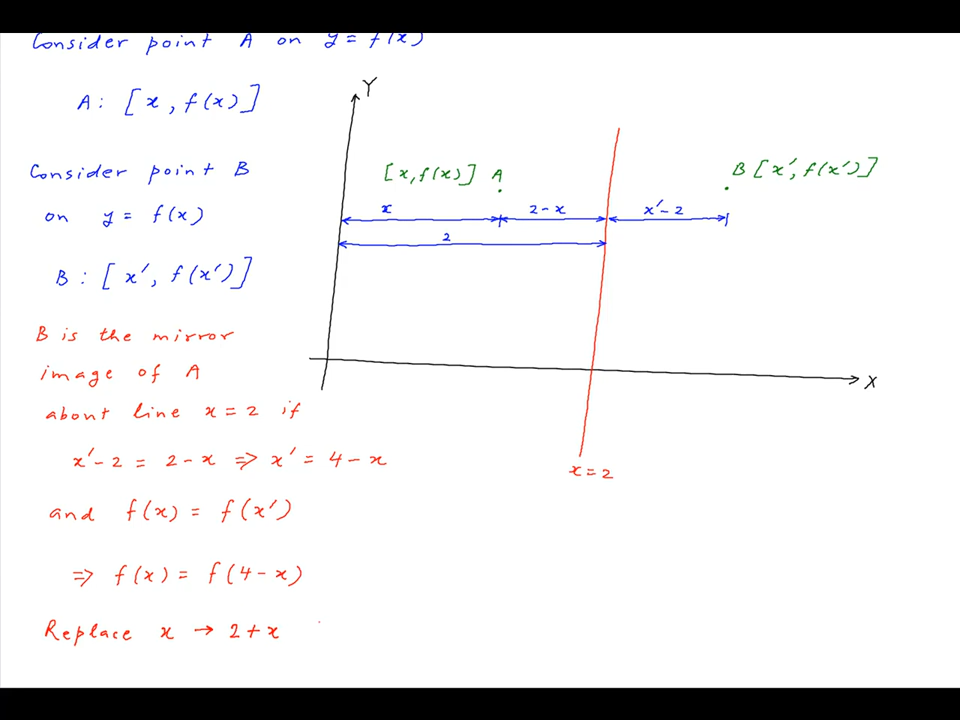 Consider point A on y = f(x)
A: [x, f(x)]
Consider point B
on y = f(x)
B: [x', f(x')]
B is the mirror
image of A
about line x = 2 if
x' - 2 = 2 - x => x' = 4 - x
and f(x) = f(x')
=> f(x) = f(4 - x)
Replace x → 2 + x
Y
[x, f(x)] A
B [x', f(x')]
x
2 - x
x' - 2
2
X
x = 2